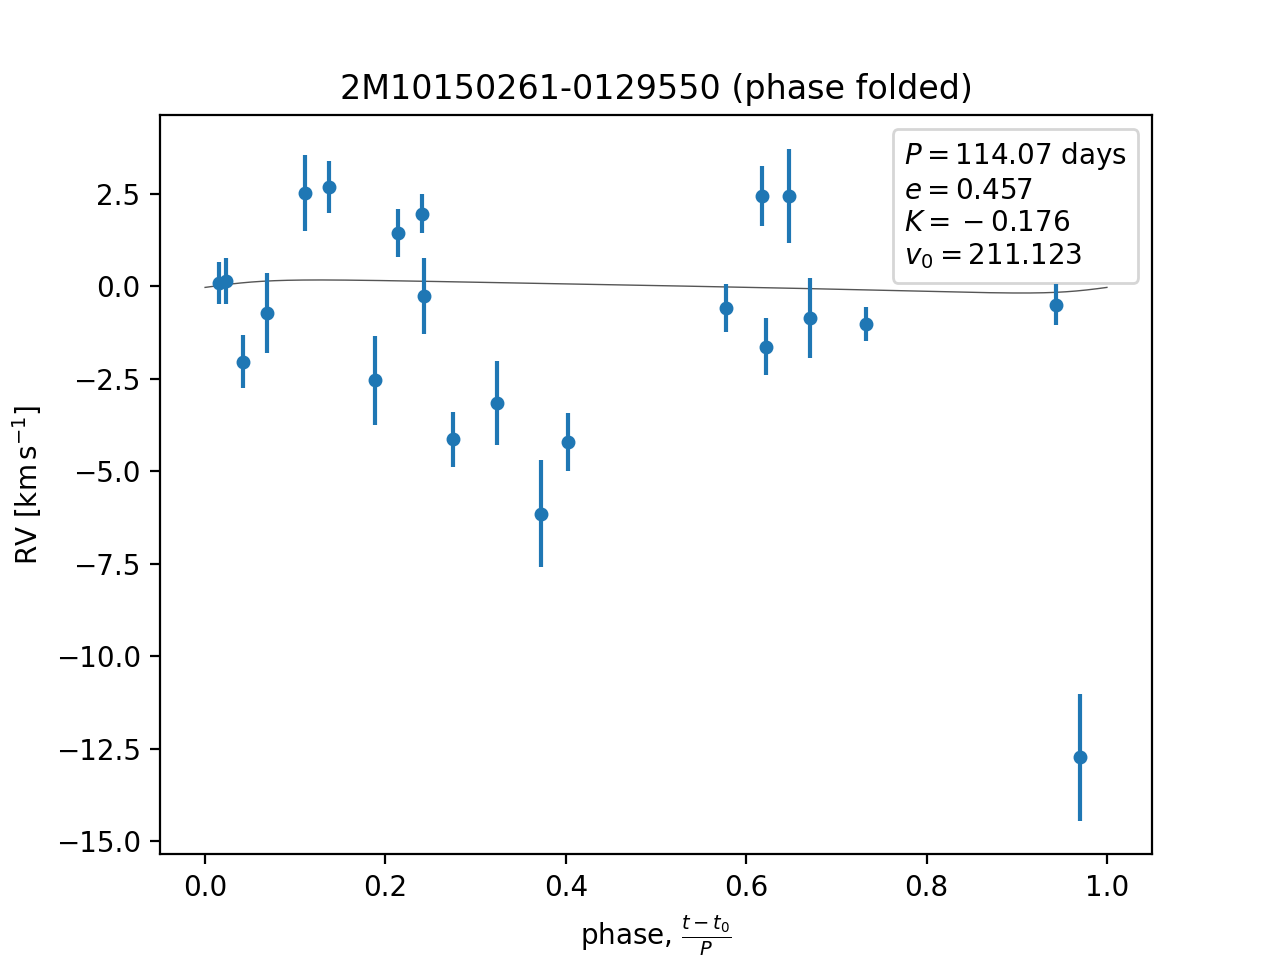 2M10150261-0129550 (phase folded)
P = 114.07 days
e = 0.457
K = −0.176
v₀ = 211.123
2.5
0.0
−2.5
−5.0
−7.5
−10.0
−12.5
−15.0
RV [km s⁻¹]
0.0 0.2 0.4 0.6 0.8 1.0
phase, (t − t₀)/P